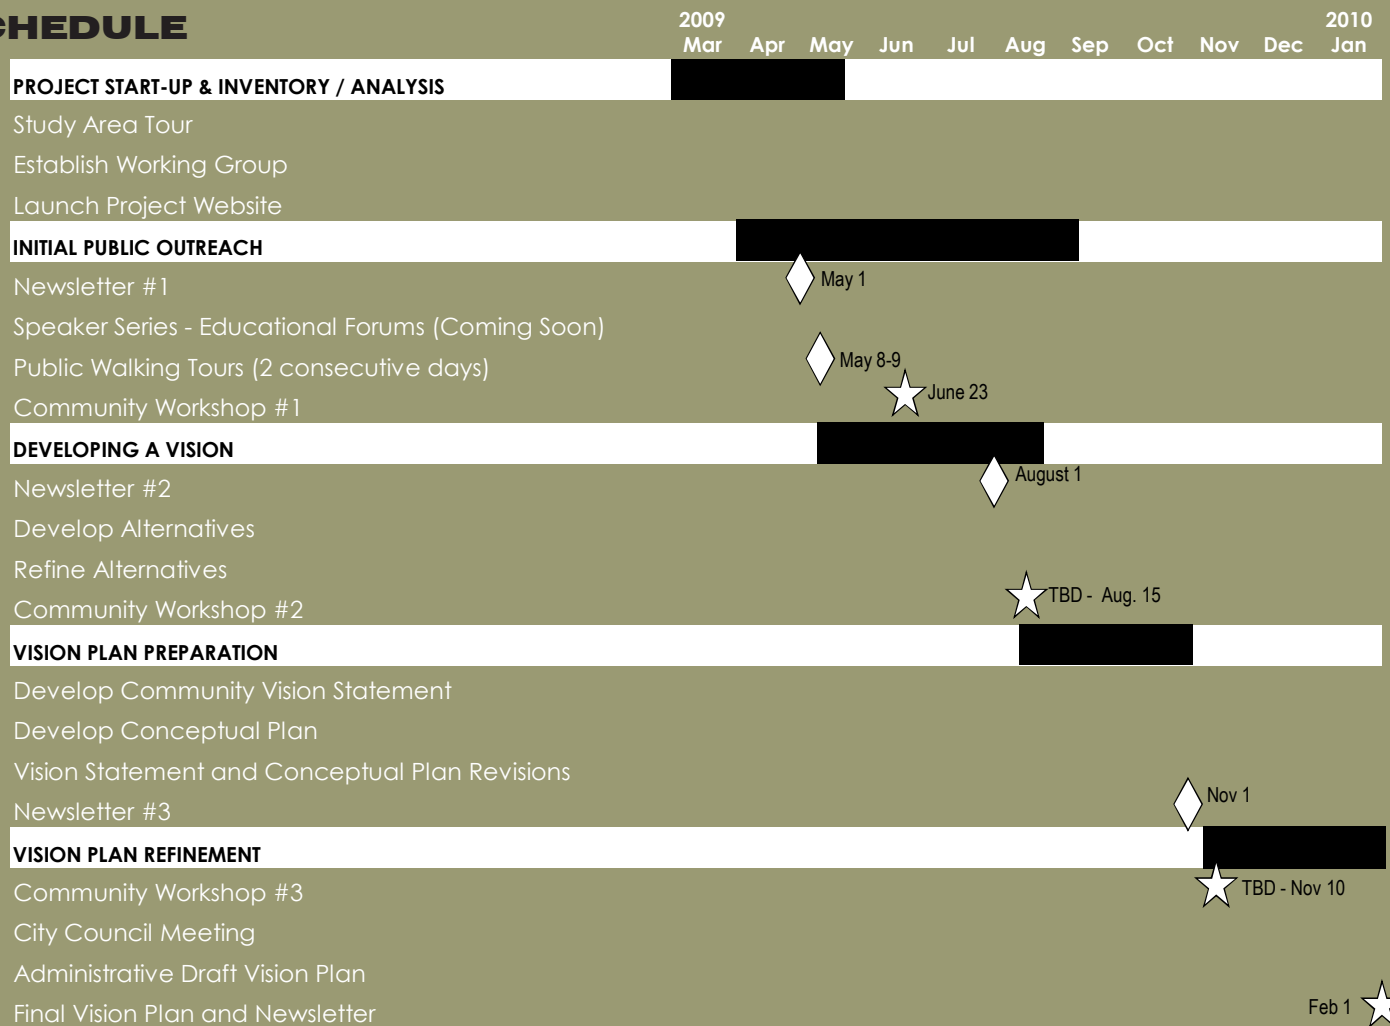 CHEDULE
2009 2010
Mar Apr May Jun Jul Aug Sep Oct Nov Dec Jan
PROJECT START-UP & INVENTORY / ANALYSIS
Study Area Tour
Establish Working Group
Launch Project Website
INITIAL PUBLIC OUTREACH
Newsletter #1 May 1
Speaker Series - Educational Forums (Coming Soon)
Public Walking Tours (2 consecutive days) May 8-9
Community Workshop #1 June 23
DEVELOPING A VISION
Newsletter #2 August 1
Develop Alternatives
Refine Alternatives
Community Workshop #2 TBD - Aug. 15
VISION PLAN PREPARATION
Develop Community Vision Statement
Develop Conceptual Plan
Vision Statement and Conceptual Plan Revisions
Newsletter #3 Nov 1
VISION PLAN REFINEMENT
Community Workshop #3 TBD - Nov 10
City Council Meeting
Administrative Draft Vision Plan
Final Vision Plan and Newsletter Feb 1